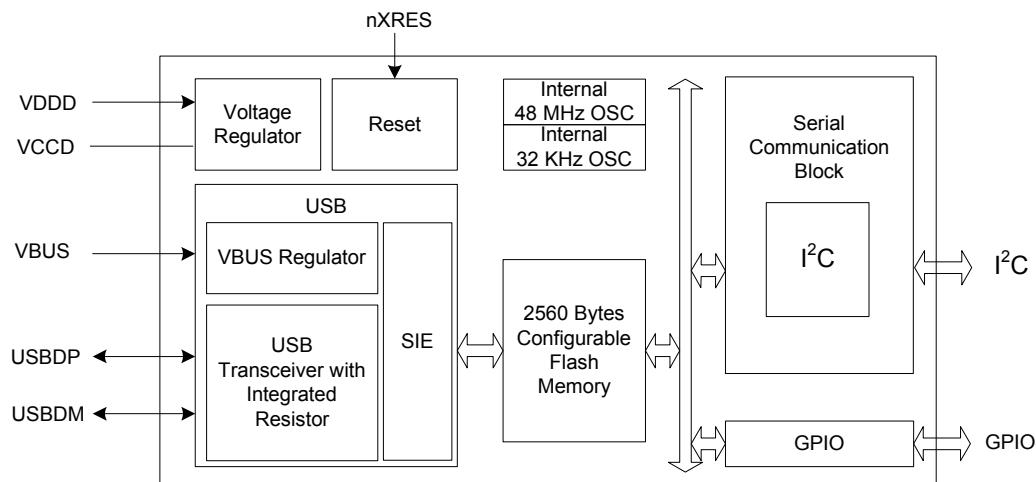 nXRES
VDDD
VCCD
Voltage
Regulator
Reset
Internal
48 MHz OSC
Internal
32 KHz OSC
Serial
Communication
Block
I²C
I²C
USB
VBUS
VBUS Regulator
SIE
USBDP
USBDM
USB
Transceiver with
Integrated
Resistor
2560 Bytes
Configurable
Flash
Memory
GPIO
GPIO